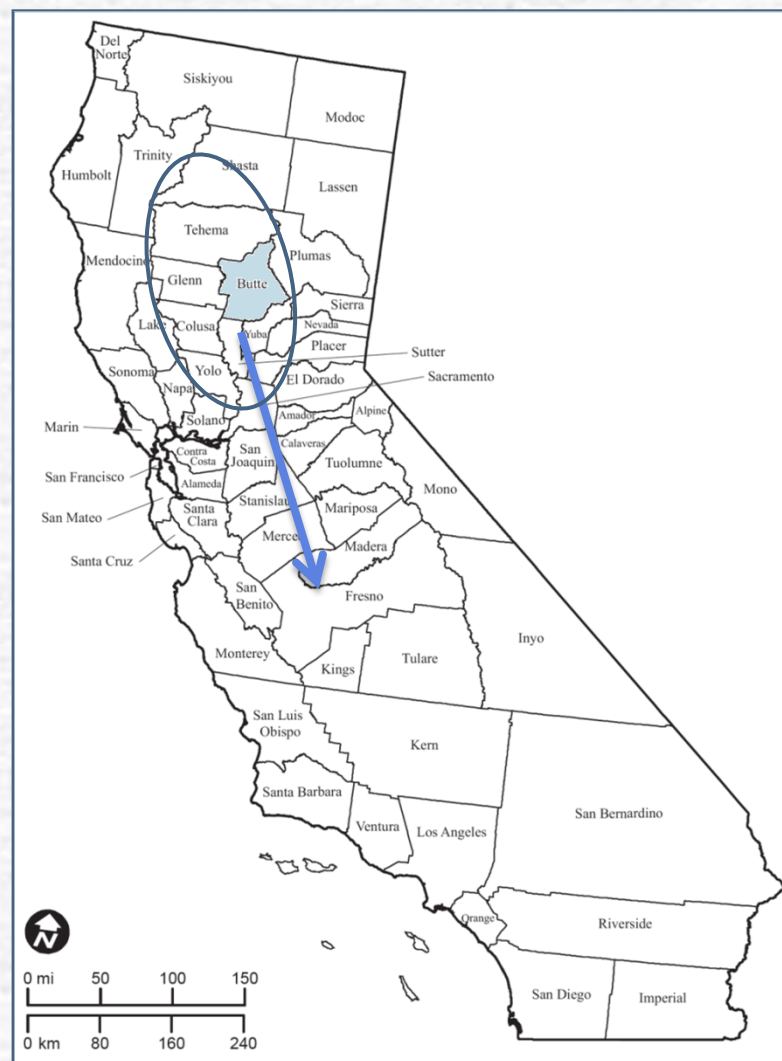 Del
Norte
Siskiyou
Modoc
Trinity
Shasta
Humbolt
Lassen
Tehema
Mendocino
Plumas
Glenn
Butte
Sierra
Lake
Colusa
Nevada
Yuba
Placer
Sutter
Yolo
Sonoma
El Dorado
Sacramento
Napa
Alpine
Amador
Solano
Marin
Calaveras
San
Joaquin
Contra
Costa
Tuolumne
San Francisco
Alameda
Mono
Stanislau
Mariposa
San Mateo
Santa
Clara
Merce
Madera
Santa Cruz
San
Benito
Fresno
Inyo
Monterey
Tulare
Kings
San Luis
Obispo
Kern
Santa Barbara
San Bernardino
Ventura
Los Angeles
Orange
Riverside
N
0 mi 50 100 150
San Diego
Imperial
0 km 80 160 240